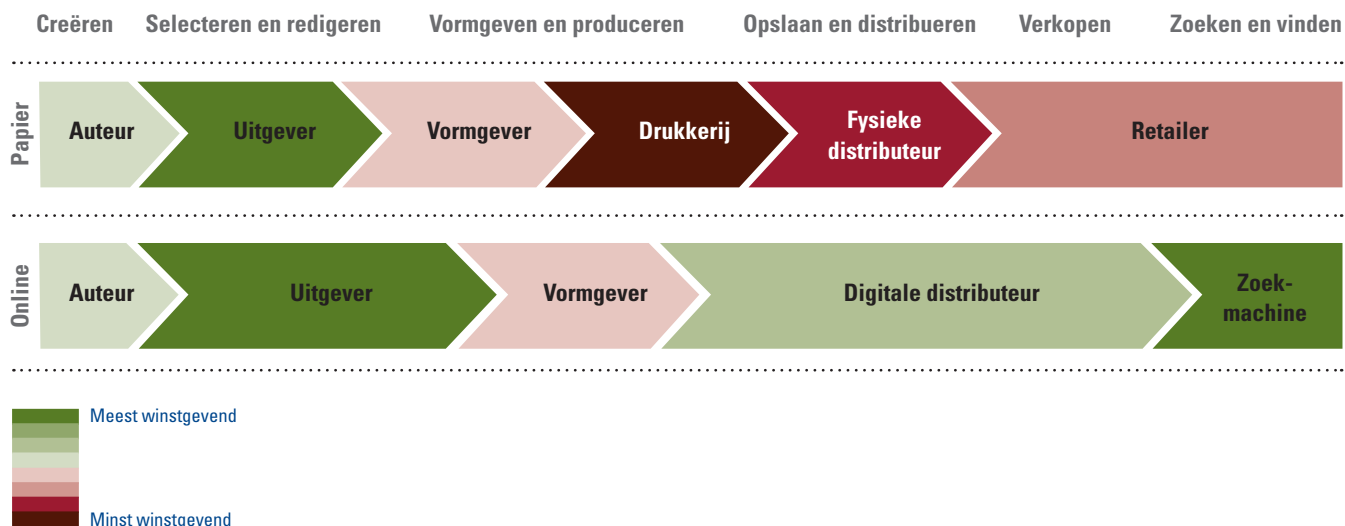 Creëren Selecteren en redigeren Vormgeven en produceren Opslaan en distribueren Verkopen Zoeken en vinden
Papier
Auteur Uitgever Vormgever Drukkerij Fysieke distributeur Retailer
Online
Auteur Uitgever Vormgever Digitale distributeur Zoek-
machine
Meest winstgevend
Minst winstgevend